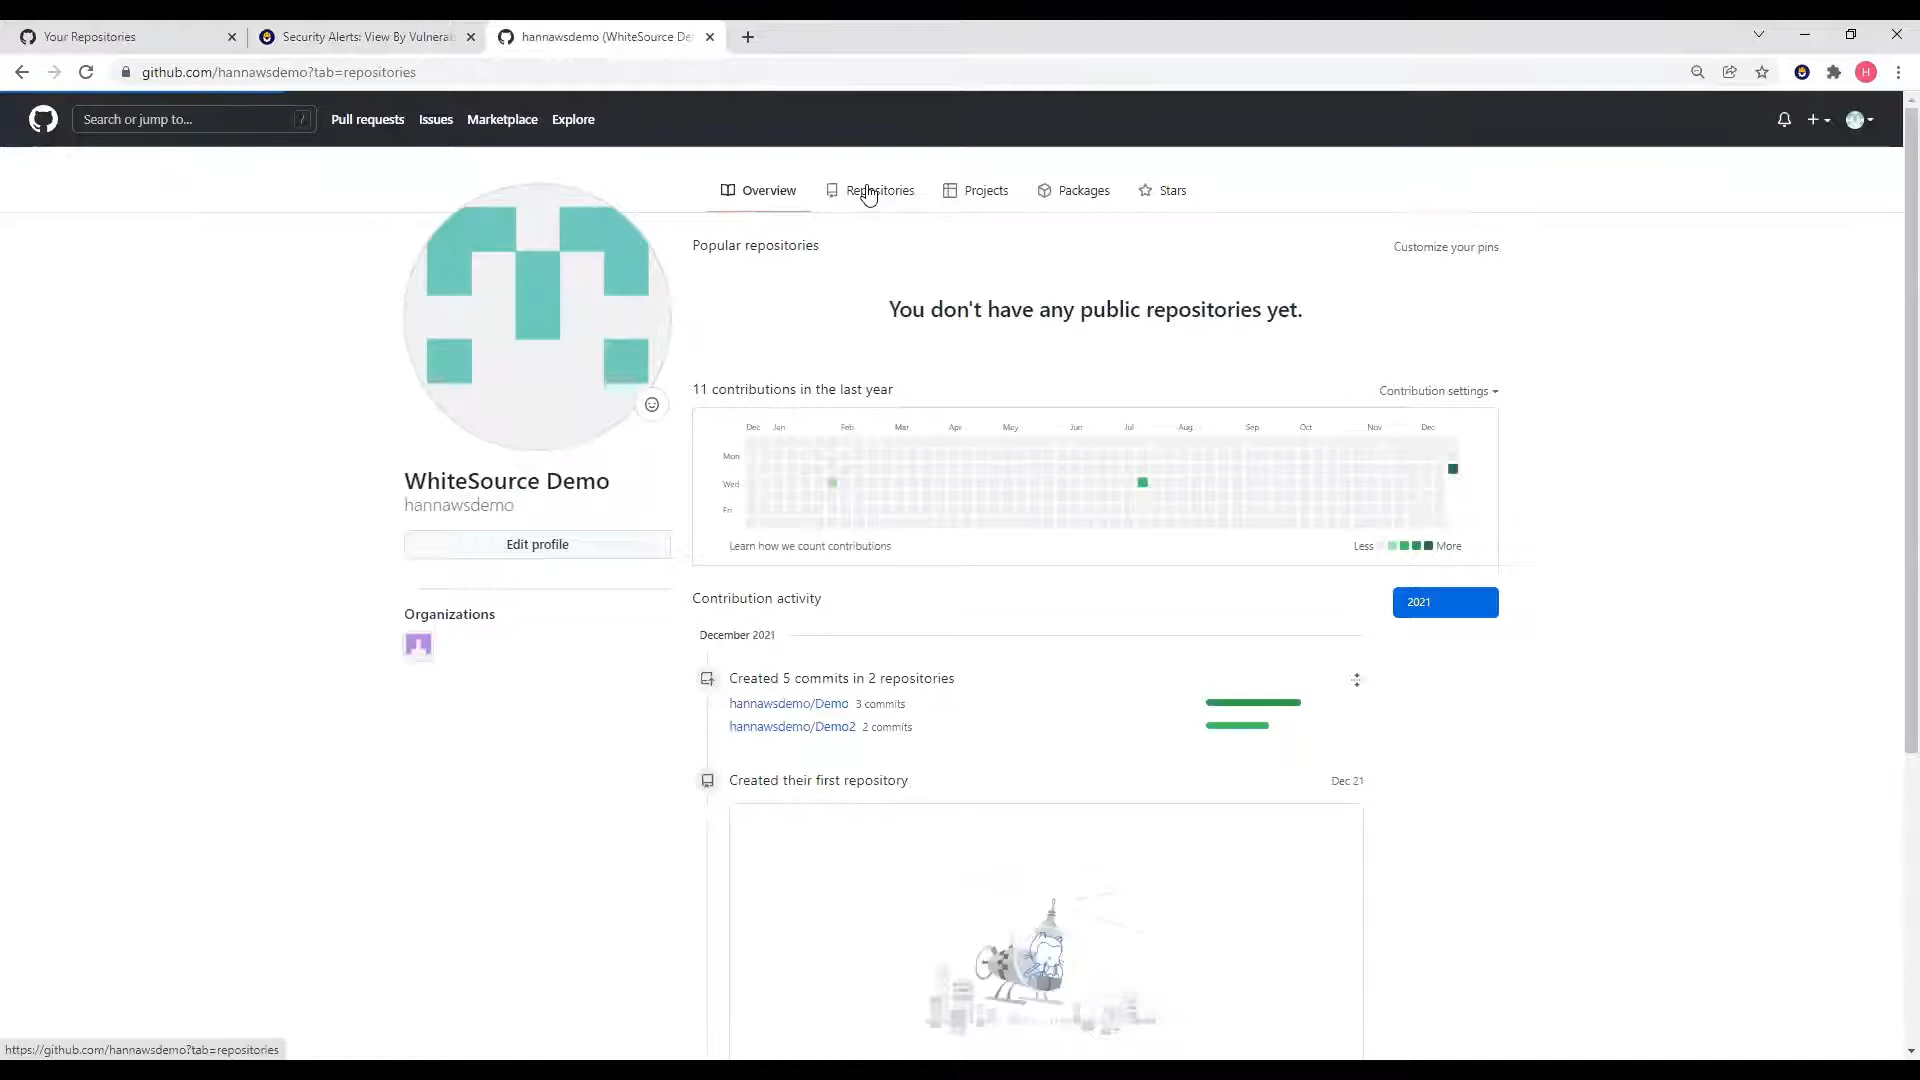 Your Repositories
Security Alerts: View By Vulnerab
hannawsdemo (WhiteSource De
github.com/hannawsdemo?tab=repositories
H
Search or jump to...
/
Pull requests
Issues
Marketplace
Explore
Overview
Repositories
Projects
Packages
Stars
Popular repositories
Customize your pins
You don't have any public repositories yet.
11 contributions in the last year
Contribution settings
Dec Jan Feb Mar Apr May Jun Jul Aug Sep Oct Nov Dec
Mon
Wed
Fri
Learn how we count contributions
Less
More
WhiteSource Demo
hannawsdemo
Edit profile
Organizations
Contribution activity
2021
December 2021
Created 5 commits in 2 repositories
hannawsdemo/Demo 3 commits
hannawsdemo/Demo2 2 commits
Created their first repository
Dec 21
https://github.com/hannawsdemo?tab=repositories